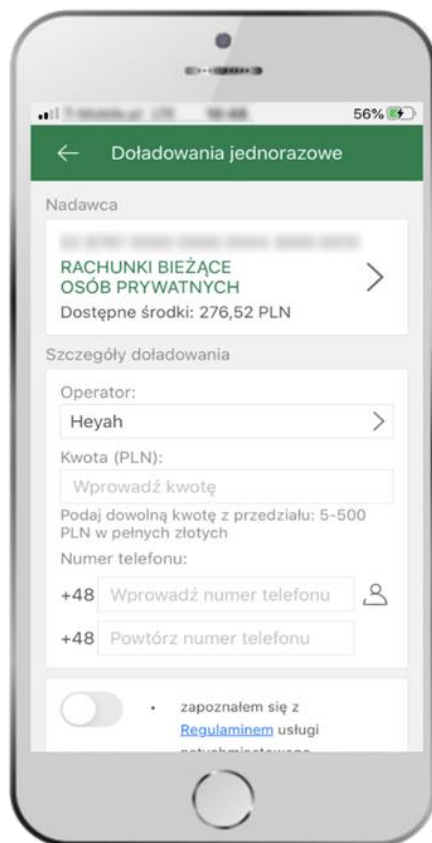 56%
Doładowania jednorazowe
Nadawca
RACHUNKI BIEŻĄCE
OSÓB PRYWATNYCH
Dostępne środki: 276,52 PLN
Szczegóły doładowania
Operator:
Heyah
Kwota (PLN):
Wprowadź kwotę
Podaj dowolną kwotę z przedziału: 5-500
PLN w pełnych złotych
Numer telefonu:
+48 Wprowadź numer telefonu
+48 Powtórz numer telefonu
• zapoznałem się z
Regulaminem usługi